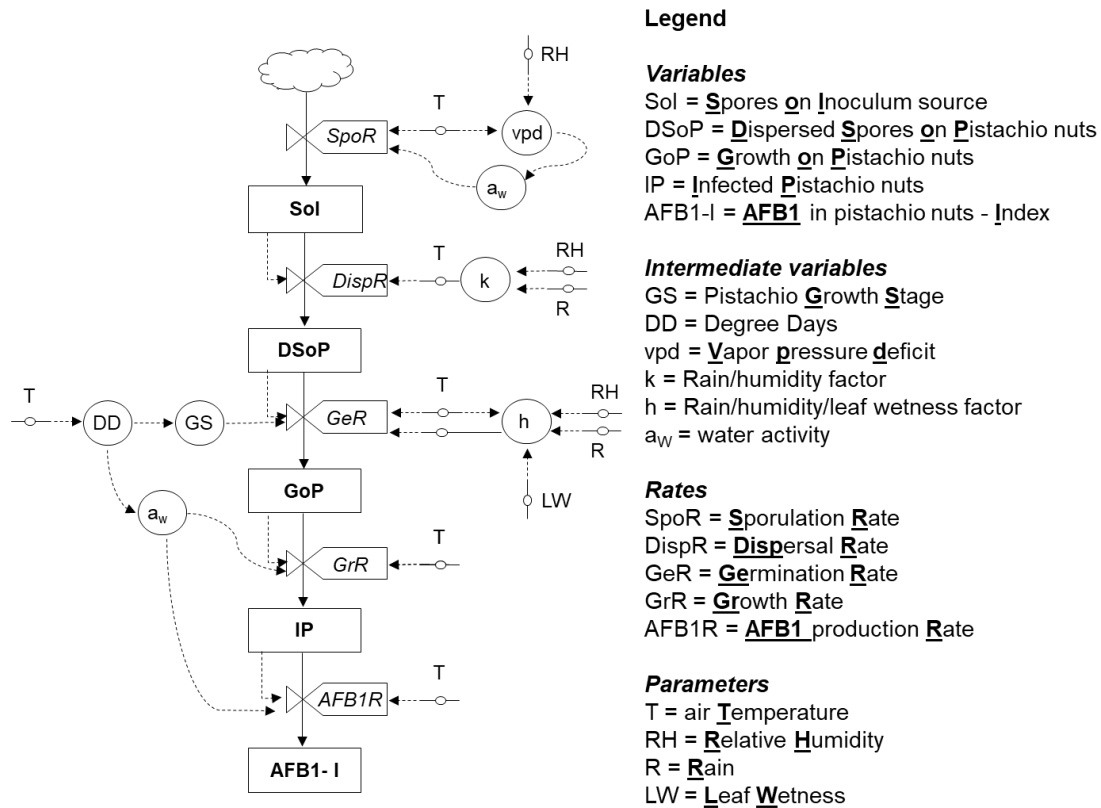 RH
T
SpoR
vpd
a_w
SoI
RH
T
DispR
k
R
DSoP
T
T
RH
DD
GS
GeR
h
R
GoP
LW
a_w
T
GrR
IP
T
AFB1R
AFB1- I
Legend
Variables
SoI = Spores on Inoculum source
DSoP = Dispersed Spores on Pistachio nuts
GoP = Growth on Pistachio nuts
IP = Infected Pistachio nuts
AFB1-I = AFB1 in pistachio nuts - Index
Intermediate variables
GS = Pistachio Growth Stage
DD = Degree Days
vpd = Vapor pressure deficit
k = Rain/humidity factor
h = Rain/humidity/leaf wetness factor
a_W = water activity
Rates
SpoR = Sporulation Rate
DispR = Dispersal Rate
GeR = Germination Rate
GrR = Growth Rate
AFB1R = AFB1 production Rate
Parameters
T = air Temperature
RH = Relative Humidity
R = Rain
LW = Leaf Wetness